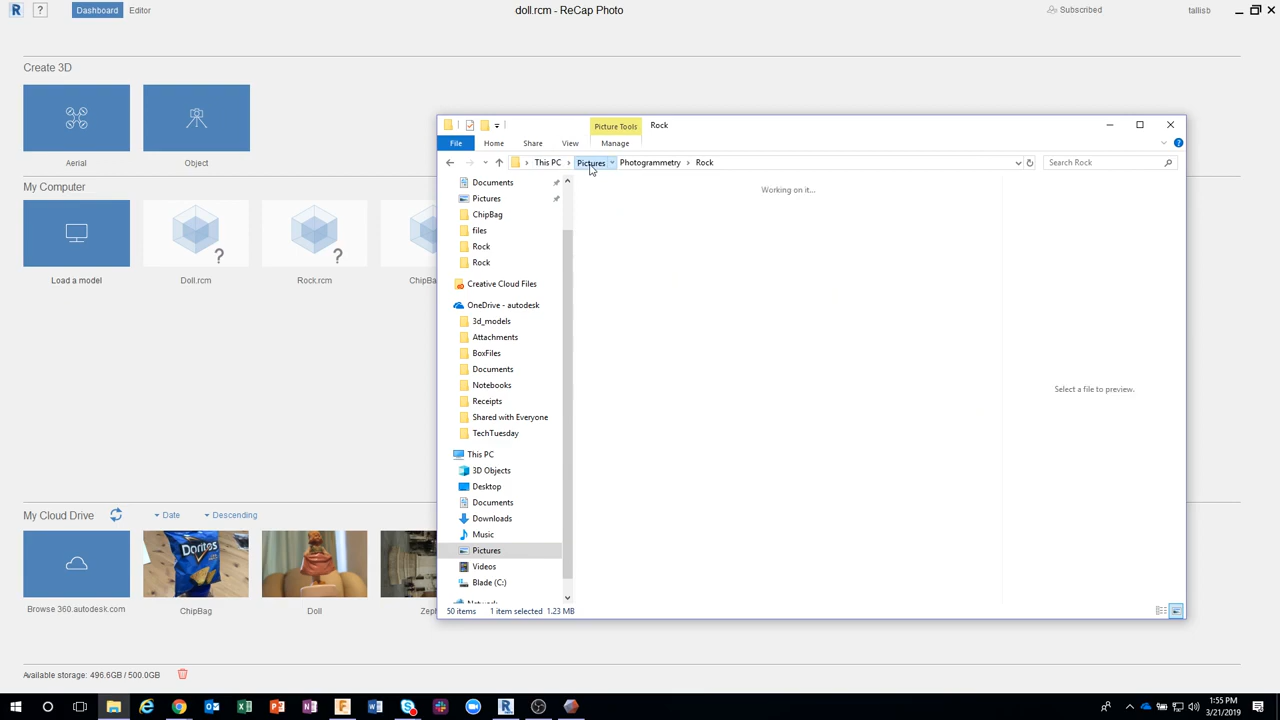 R ? Dashboard Editor doll.rcm - ReCap Photo Subscribed tallisb
Create 3D
Aerial Object
My Computer
Load a model Doll.rcm Rock.rcm
? ?
My Cloud Drive Date Descending
Doritos
Browse 360.autodesk.com ChipBag Doll
Available storage: 496.6GB / 500.0GB
Picture Tools Rock
File Home Share View Manage
This PC Pictures Photogrammetry Rock Search Rock
Documents
Pictures
ChipBag
files
Rock
Rock
Creative Cloud Files
OneDrive - autodesk
3d_models
Attachments
BoxFiles
Documents
Notebooks
Receipts
Shared with Everyone
TechTuesday
This PC
3D Objects
Desktop
Documents
Downloads
Music
Pictures
Videos
Blade (C:)
Working on it...
Select a file to preview.
50 items 1 item selected 1.23 MB
1:55 PM
3/21/2019